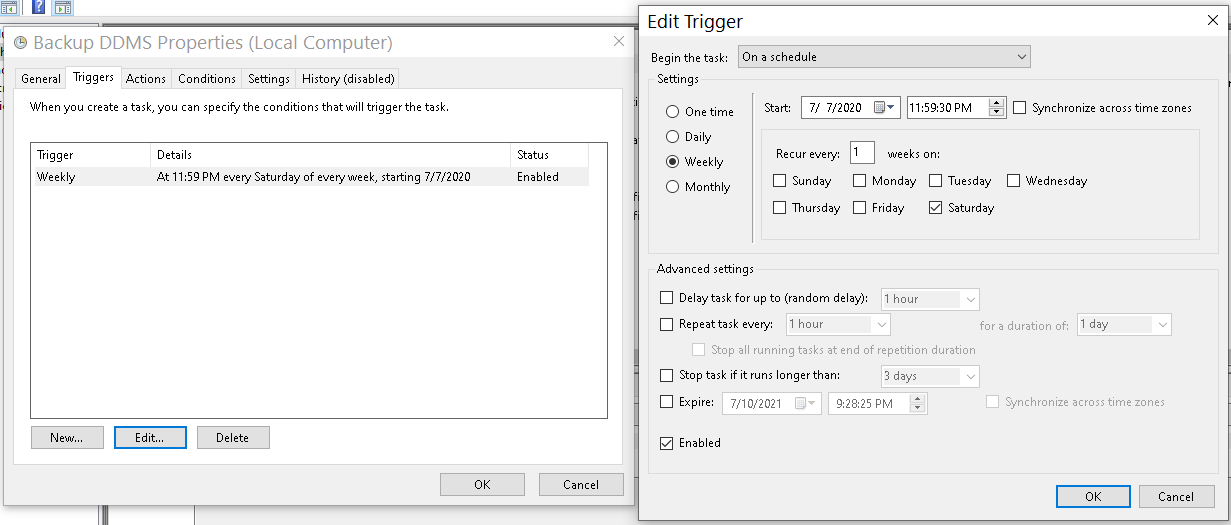 Backup DDMS Properties (Local Computer)
General Triggers Actions Conditions Settings History (disabled)
When you create a task, you can specify the conditions that will trigger the task.
Trigger Details Status
Weekly At 11:59 PM every Saturday of every week, starting 7/7/2020 Enabled
New... Edit... Delete
OK Cancel
Edit Trigger
Begin the task: On a schedule
Settings
One time
Daily
Weekly
Monthly
Start: 7/ 7/2020 11:59:30 PM Synchronize across time zones
Recur every: 1 weeks on:
Sunday Monday Tuesday Wednesday
Thursday Friday Saturday
Advanced settings
Delay task for up to (random delay): 1 hour
Repeat task every: 1 hour for a duration of: 1 day
Stop all running tasks at end of repetition duration
Stop task if it runs longer than: 3 days
Expire: 7/10/2021 9:28:25 PM Synchronize across time zones
Enabled
OK Cancel